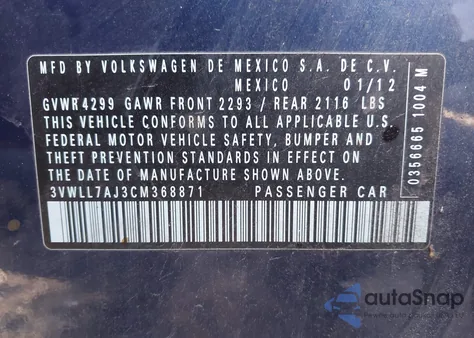 MFD BY VOLKSWAGEN DE MEXICO S.A. DE C.V.
MEXICO 01/12
GVWR 4299 GAWR FRONT 2293 / REAR 2116 LBS
THIS VEHICLE CONFORMS TO ALL APPLICABLE U.S.
FEDERAL MOTOR VEHICLE SAFETY, BUMPER AND
THEFT PREVENTION STANDARDS IN EFFECT ON THE
DATE OF MANUFACTURE SHOWN ABOVE.
3VWLL7AJ3CM368871 PASSENGER CAR
0356665 1004 M
autoSnap